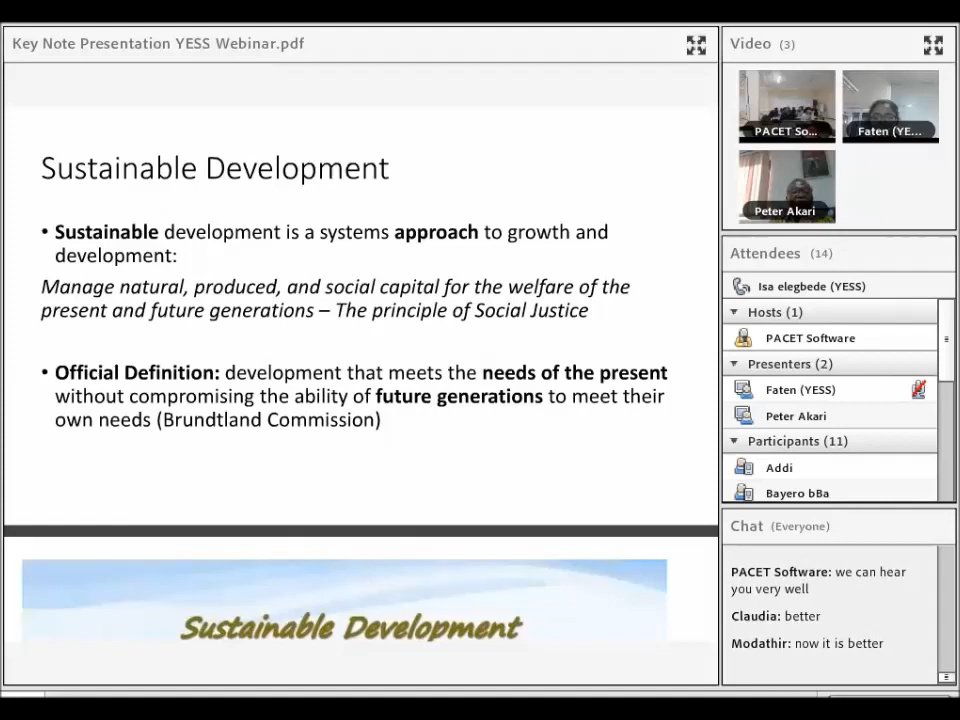 Key Note Presentation YESS Webinar.pdf
Sustainable Development
• Sustainable development is a systems approach to growth and
development:
Manage natural, produced, and social capital for the welfare of the
present and future generations – The principle of Social Justice
• Official Definition: development that meets the needs of the present
without compromising the ability of future generations to meet their
own needs (Brundtland Commission)
Sustainable Development
Video (3)
PACET So...
Faten (YE...
Peter Akari
Attendees (14)
Isa elegbede (YESS)
Hosts (1)
PACET Software
Presenters (2)
Faten (YESS)
Peter Akari
Participants (11)
Addi
Bayero bBa
Chat (Everyone)
PACET Software: we can hear
you very well
Claudia: better
Modathir: now it is better